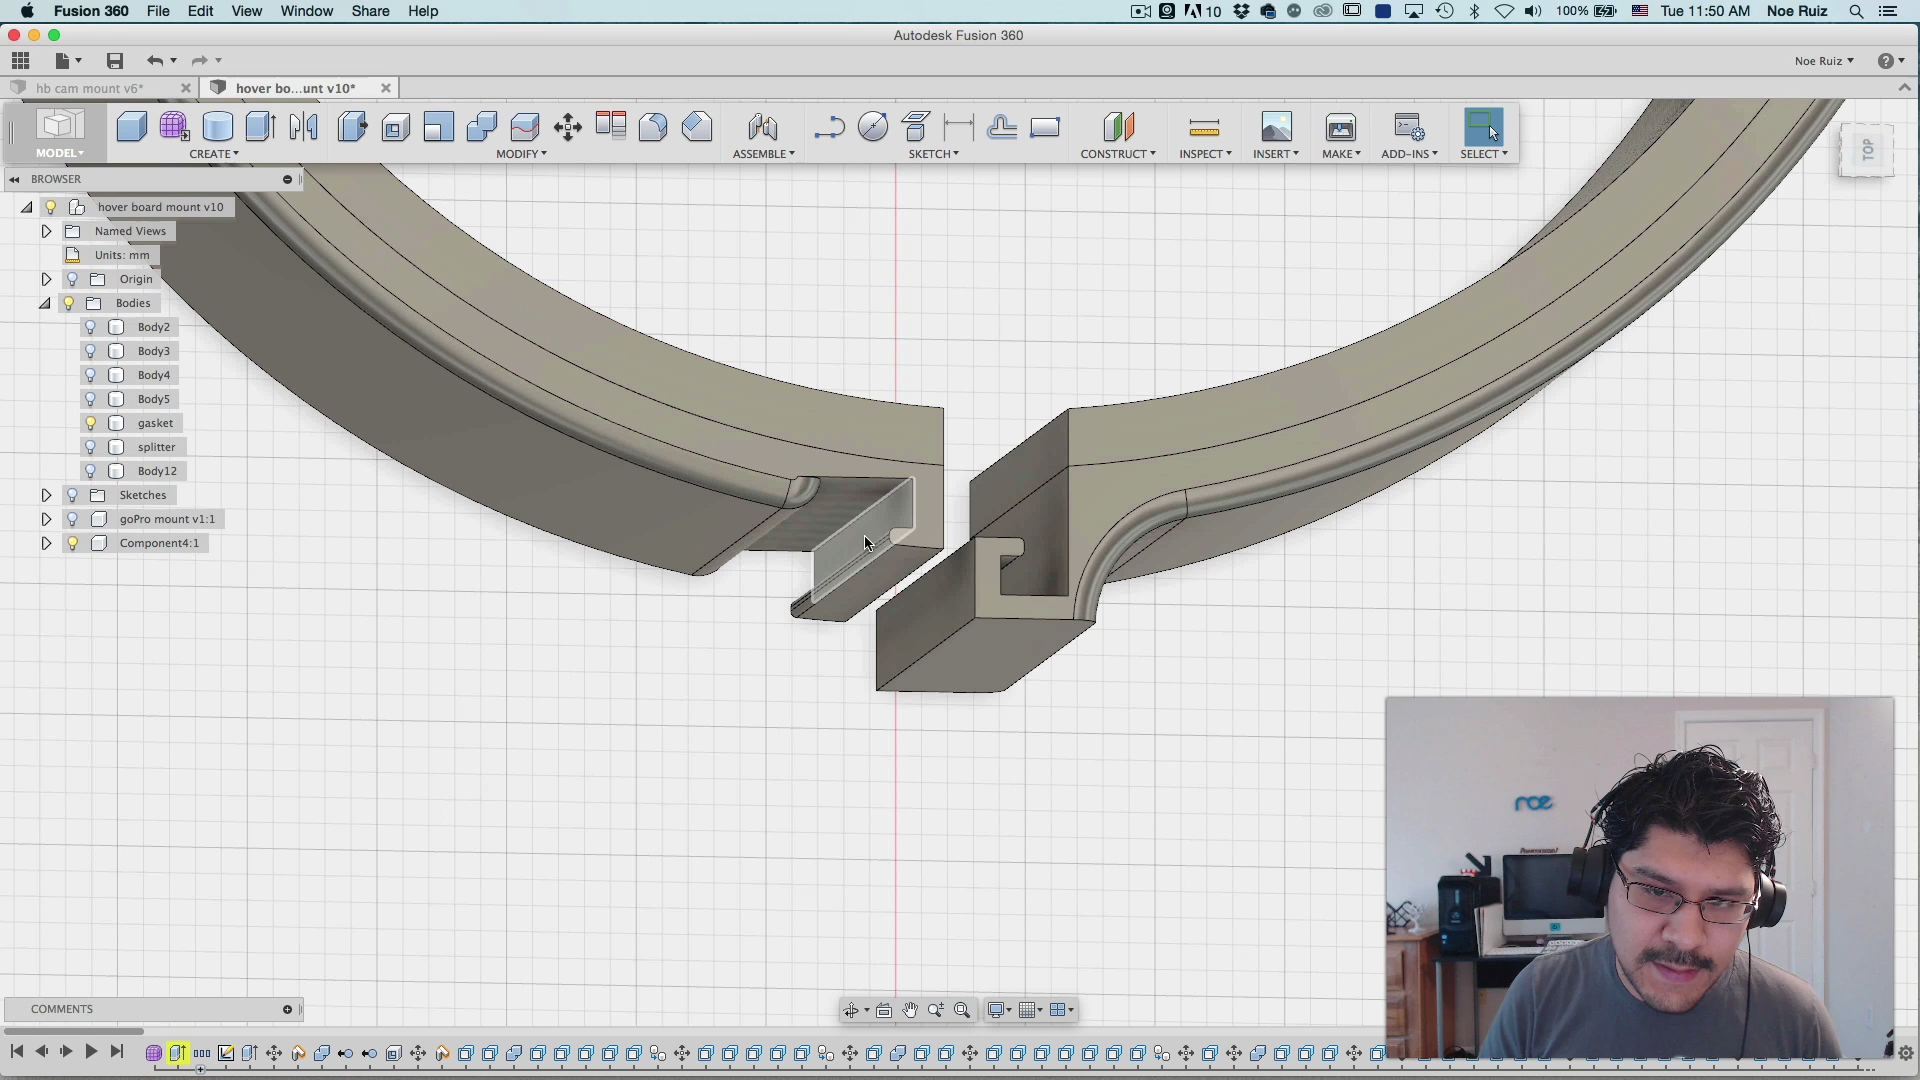 Fusion 360 File Edit View Window Share Help 10 100% Tue 11:50 AM Noe Ruiz
Autodesk Fusion 360
Noe Ruiz
hb cam mount v6*
hover bo...unt v10*
MODEL CREATE MODIFY ASSEMBLE SKETCH CONSTRUCT INSPECT INSERT MAKE ADD-INS SELECT
TOP
BROWSER
hover board mount v10
Named Views
Units: mm
Origin
Bodies
Body2
Body3
Body4
Body5
gasket
splitter
Body12
Sketches
goPro mount v1:1
Component4:1
noe
COMMENTS